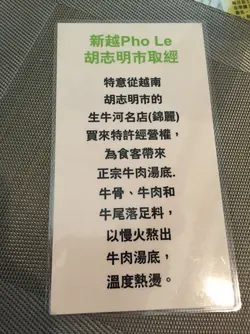 新越Pho Le
胡志明市取經
特意從越南
胡志明市的
生牛河名店(錦麗)
買來特許經營權，
為食客帶來
正宗牛肉湯底.
牛骨、牛肉和
牛尾落足料，
以慢火熬出
牛肉湯底，
溫度熱燙。